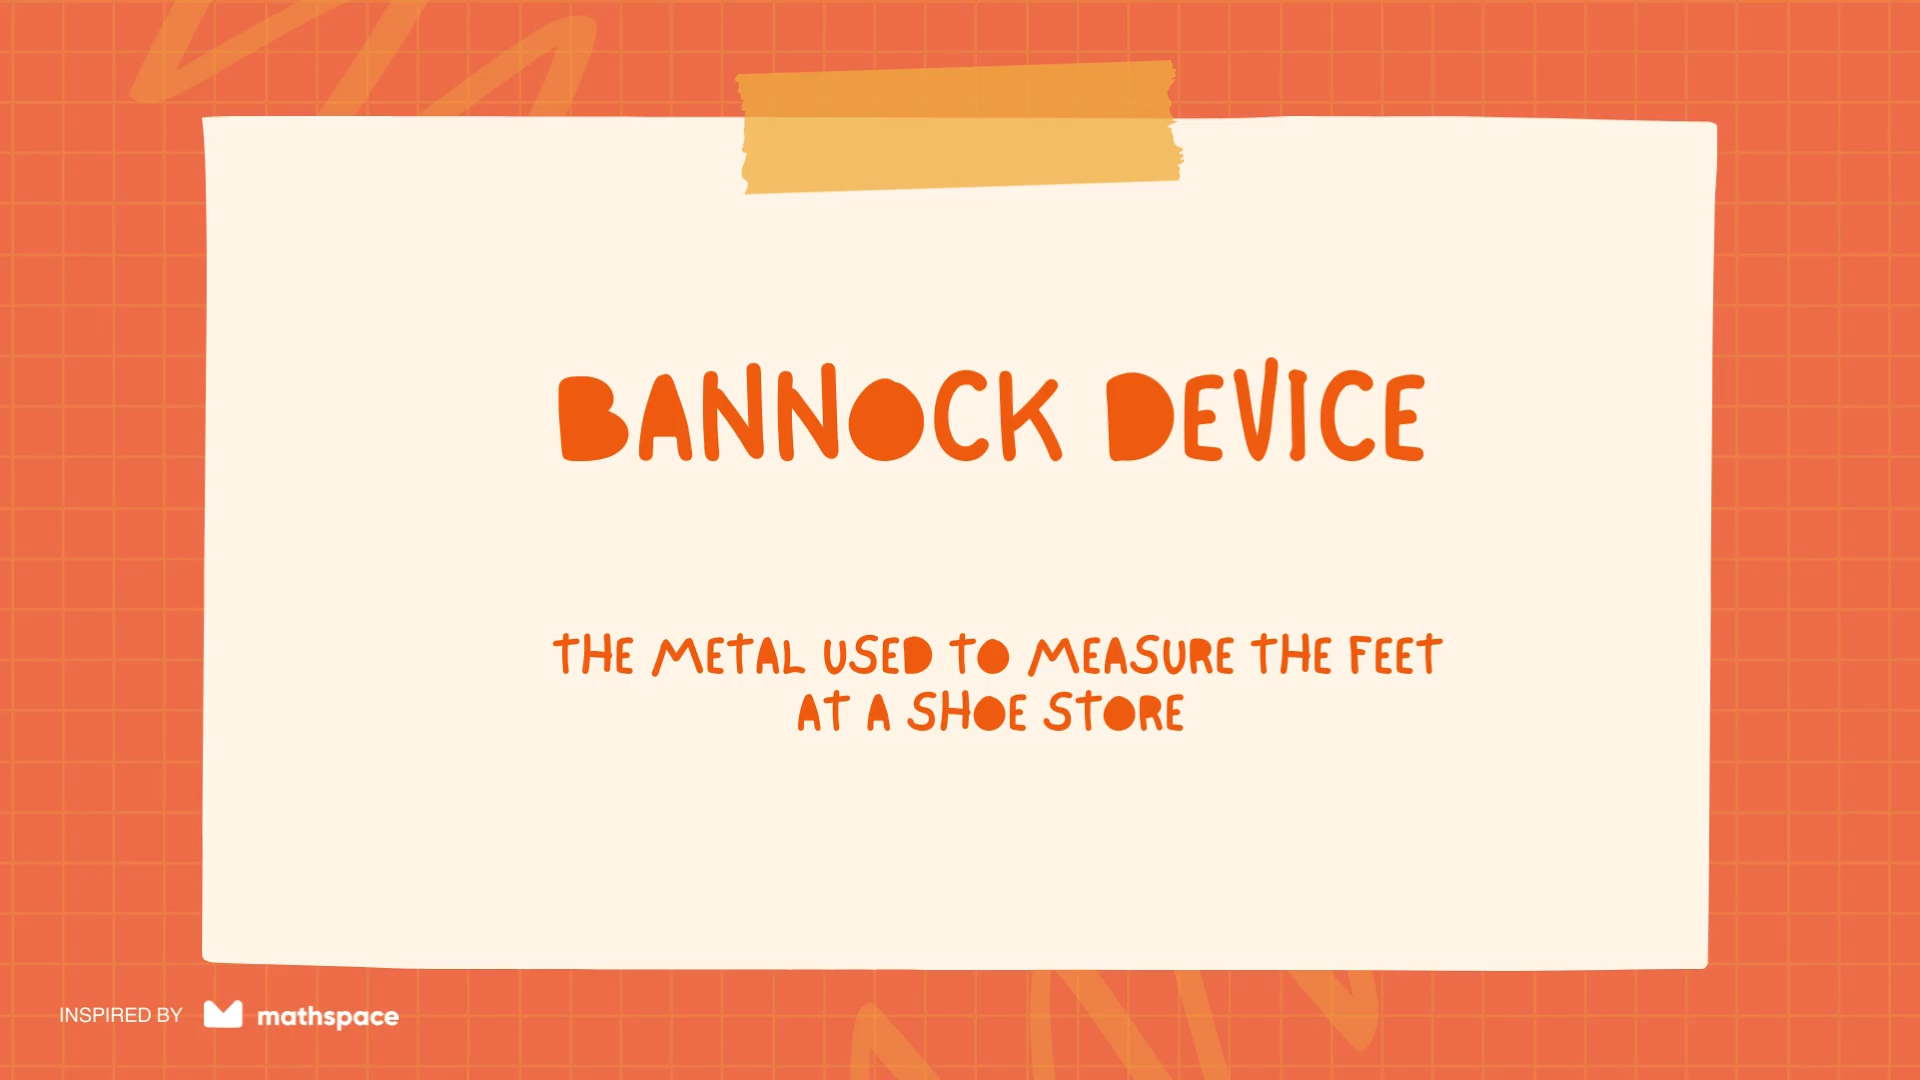 BANNOCK DEVICE
THE METAL USED TO MEASURE THE FEET
AT A SHOE STORE
INSPIRED BY mathspace